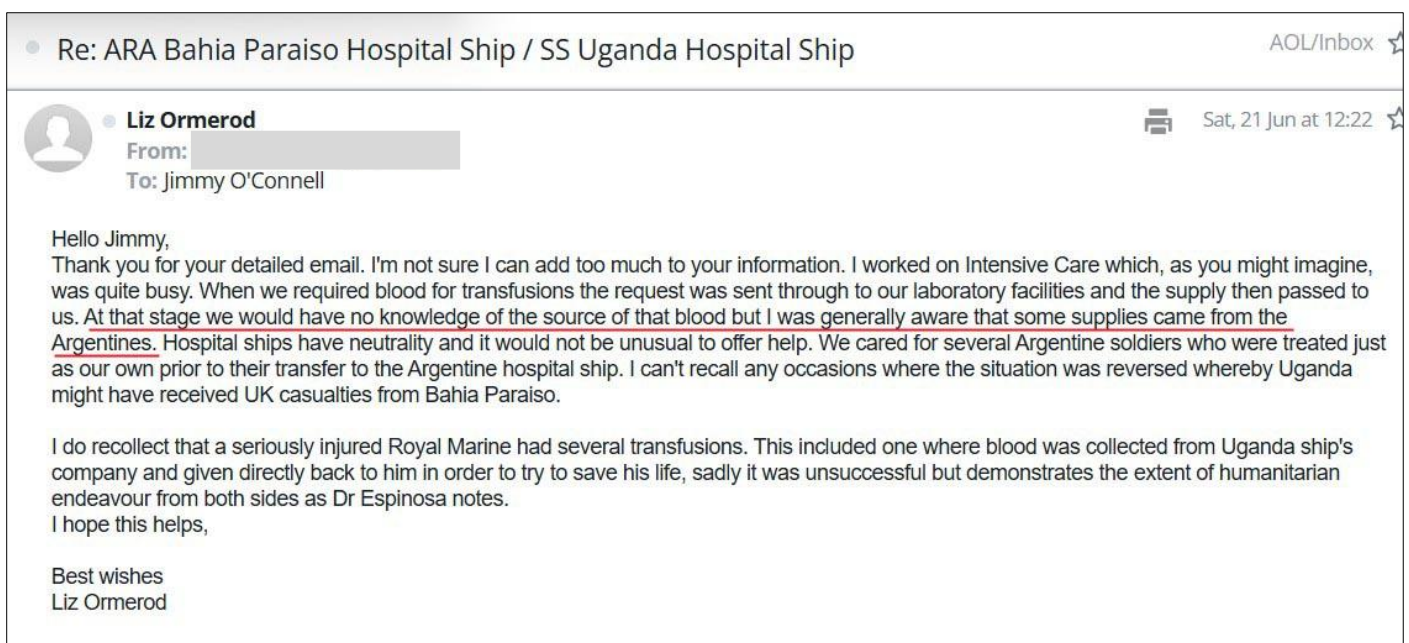 Re: ARA Bahia Paraiso Hospital Ship / SS Uganda Hospital Ship
AOL/Inbox
Liz Ormerod
Sat, 21 Jun at 12:22
From:
To: Jimmy O'Connell
Hello Jimmy,
Thank you for your detailed email. I'm not sure I can add too much to your information. I worked on Intensive Care which, as you might imagine,
was quite busy. When we required blood for transfusions the request was sent through to our laboratory facilities and the supply then passed to
us. At that stage we would have no knowledge of the source of that blood but I was generally aware that some supplies came from the
Argentines. Hospital ships have neutrality and it would not be unusual to offer help. We cared for several Argentine soldiers who were treated just
as our own prior to their transfer to the Argentine hospital ship. I can't recall any occasions where the situation was reversed whereby Uganda
might have received UK casualties from Bahia Paraiso.
I do recollect that a seriously injured Royal Marine had several transfusions. This included one where blood was collected from Uganda ship's
company and given directly back to him in order to try to save his life, sadly it was unsuccessful but demonstrates the extent of humanitarian
endeavour from both sides as Dr Espinosa notes.
I hope this helps,
Best wishes
Liz Ormerod